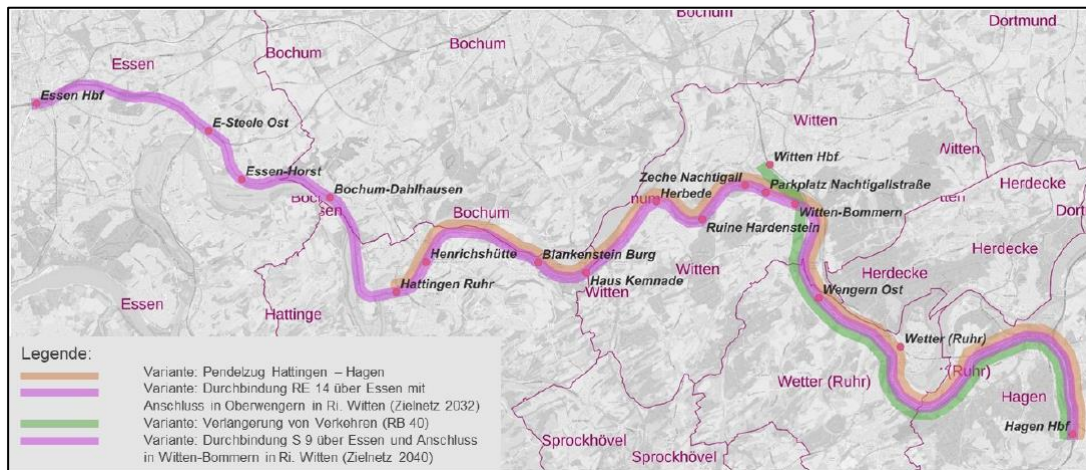 Bochum
Dortmund
Essen
Bochum
Bochum
Essen Hbf
Witten
E-Steele Ost
Witten Hbf
Witten
Zeche Nachtigall
Essen-Horst
Parkplatz Nachtigallstraße
Herdecke
Bochum-Dahlhausen
Herbede
Witten-Bommern
Bochum
Ruine Hardenstein
Herdecke
Henrichshütte
Blankenstein Burg
Witten
Herdecke
Haus Kemnade
Hattingen Ruhr
Witten
Wengern Ost
Essen
Hattinge
Wetter (Ruhr)
Wetter (Ruhr)
(Ruhr)
Hagen
Hagen Hbf
Sprockhövel
Sprockhövel
Legende:
Variante: Pendelzug Hattingen – Hagen
Variante: Durchbindung RE 14 über Essen mit
Anschluss in Oberwengern in Ri. Witten (Zielnetz 2032)
Variante: Verlängerung von Verkehren (RB 40)
Variante: Durchbindung S 9 über Essen und Anschluss
in Witten-Bommern in Ri. Witten (Zielnetz 2040)